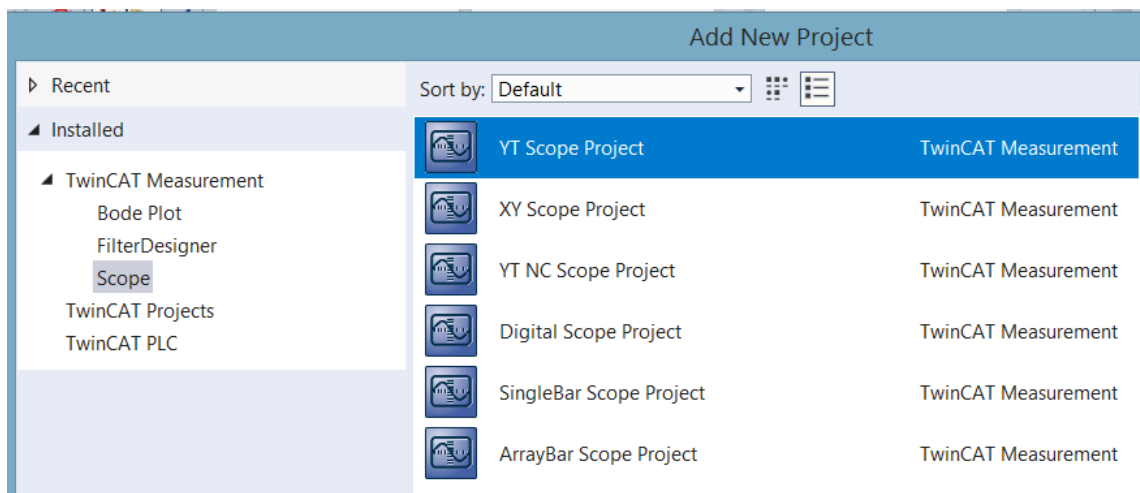 Add New Project
Recent
Installed
TwinCAT Measurement
Bode Plot
FilterDesigner
Scope
TwinCAT Projects
TwinCAT PLC
Sort by: Default
YT Scope Project TwinCAT Measurement
XY Scope Project TwinCAT Measurement
YT NC Scope Project TwinCAT Measurement
Digital Scope Project TwinCAT Measurement
SingleBar Scope Project TwinCAT Measurement
ArrayBar Scope Project TwinCAT Measurement